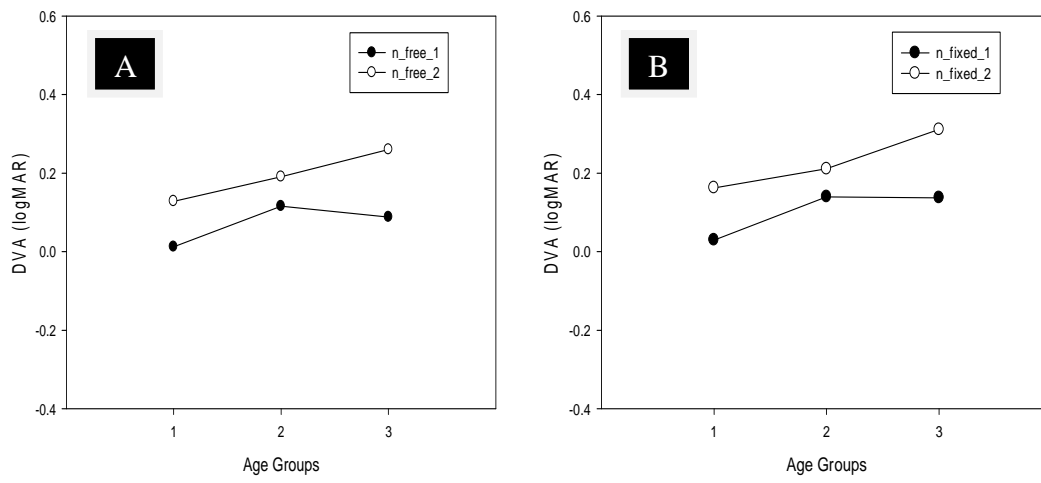 A
n_free_1
n_free_2
0.6
0.4
0.2
0.0
-0.2
-0.4
DVA (logMAR)
1 2 3
Age Groups
B
n_fixed_1
n_fixed_2
0.6
0.4
0.2
0.0
-0.2
-0.4
DVA (logMAR)
1 2 3
Age Groups